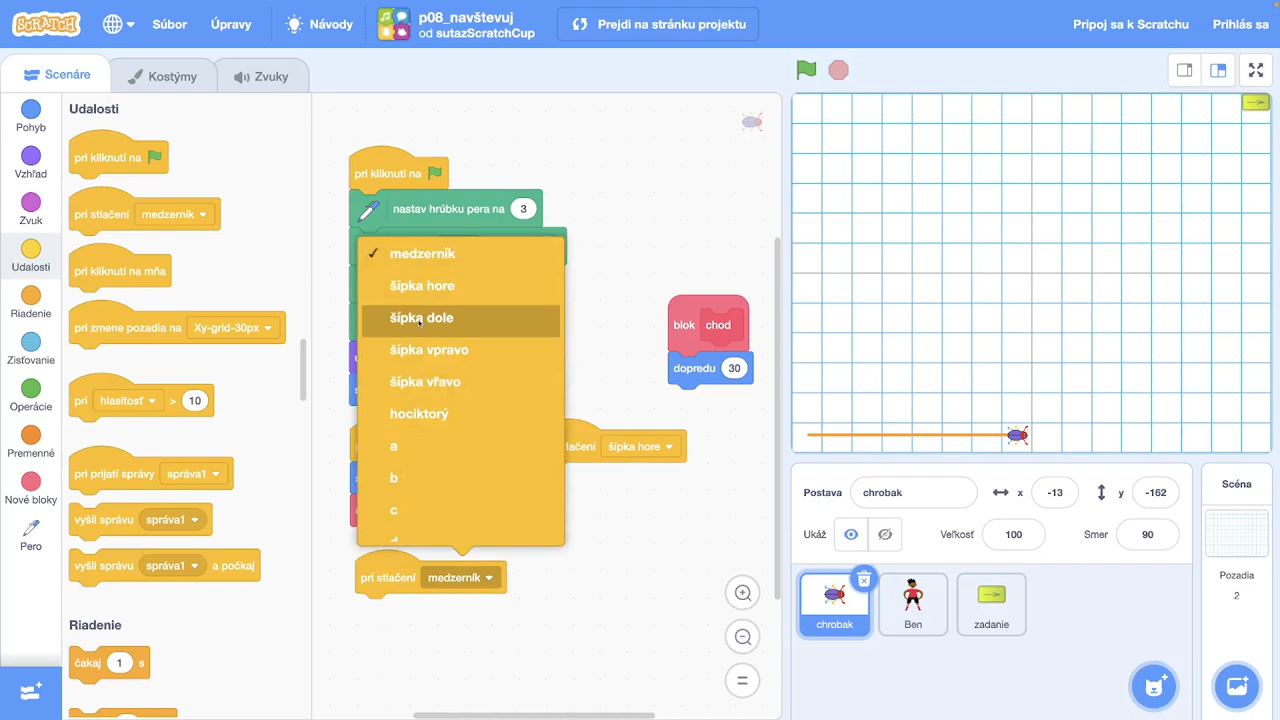 SCRATCH
Súbor
Úpravy
Návody
p08_navštevuj
od sutazScratchCup
Prejdi na stránku projektu
Pripoj sa k Scratchu
Prihlás sa
Scenáre
Kostýmy
Zvuky
Pohyb
Vzhľad
Zvuk
Udalosti
Riadenie
Zisťovanie
Operácie
Premenné
Nové bloky
Pero
Udalosti
pri kliknutí na
pri stlačení medzerník
pri kliknutí na mňa
pri zmene pozadia na Xy-grid-30px
pri hlasitosť > 10
pri prijatí správy správa1
vyšli správu správa1
vyšli správu správa1 a počkaj
Riadenie
čakaj 1 s
pri kliknutí na
nastav hrúbku pera na 3
medzerník
šípka hore
šípka dole
šípka vpravo
šípka vľavo
hociktorý
a
b
c
šípka hore
pri stlačení medzerník
blok chod
dopredu 30
Postava chrobak x -13 y -162
Ukáž Veľkosť 100 Smer 90
chrobak
Ben
zadanie
Scéna
Pozadia
2